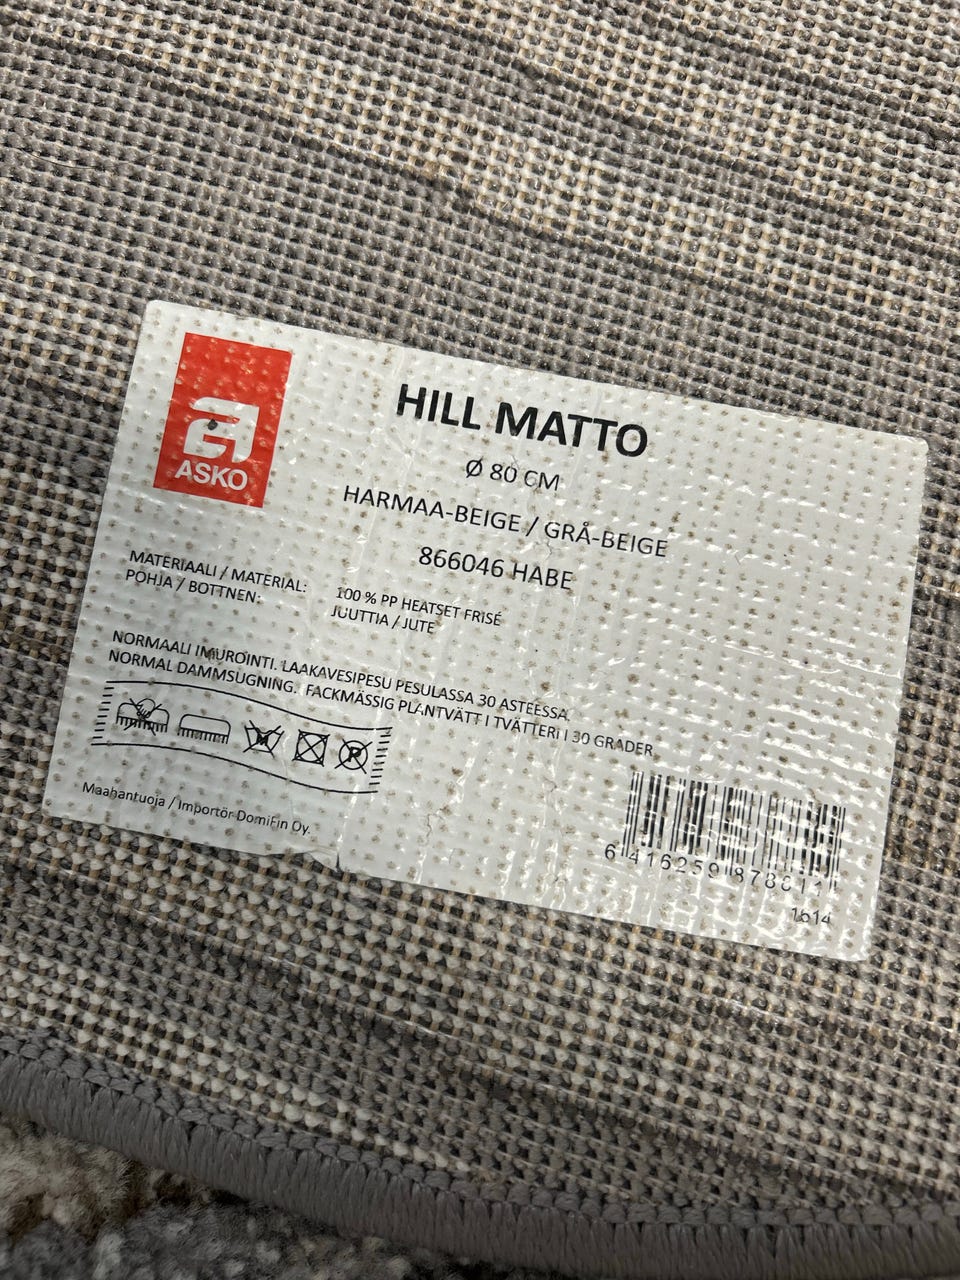 ASKO
HILL MATTO
Ø 80 CM
HARMAA-BEIGE / GRÅ-BEIGE
866046 HABE
MATERIAALI / MATERIAL: 100 % PP HEATSET FRISÉ
POHJA / BOTTNEN: JUUTTIA / JUTE
NORMAALI IMUROINTI. LAAKAVESIPESU PESULASSA 30 ASTEESSA.
NORMAL DAMMSUGNING. FACKMÄSSIG PLANTVÄTT I TVÄTTERI I 30 GRADER.
P
Maahantuoja / Importör DomiFin Oy.
1614